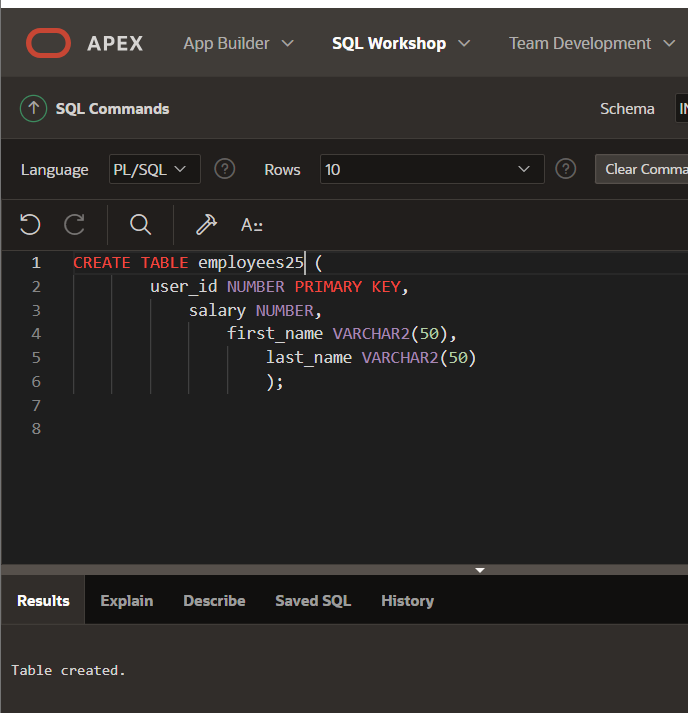 APEX App Builder SQL Workshop Team Development
SQL Commands Schema
Language PL/SQL ? Rows 10 ? Clear Comma
A::
1 CREATE TABLE employees25 (
2 user_id NUMBER PRIMARY KEY,
3 salary NUMBER,
4 first_name VARCHAR2(50),
5 last_name VARCHAR2(50)
6 );
7
8
Results Explain Describe Saved SQL History
Table created.